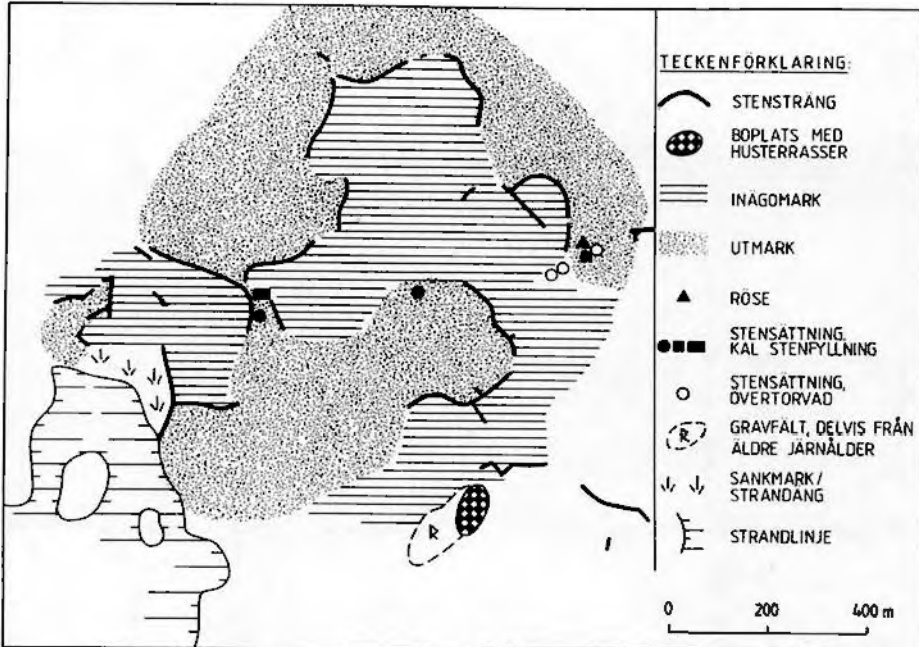 TECKENFÖRKLARING:
STENSTRÄNG
BOPLATS MED
HUSTERRASSER
INÄGOMARK
UTMARK
RÖSE
STENSÄTTNING,
KAL STENFYLLNING
STENSÄTTNING,
ÖVERTORVAD
R
GRAVFÄLT, DELVIS FRÅN
ÄLDRE JÄRNÅLDER
SANKMARK/
STRANDÄNG
STRANDLINJE
R
0 200 400 m